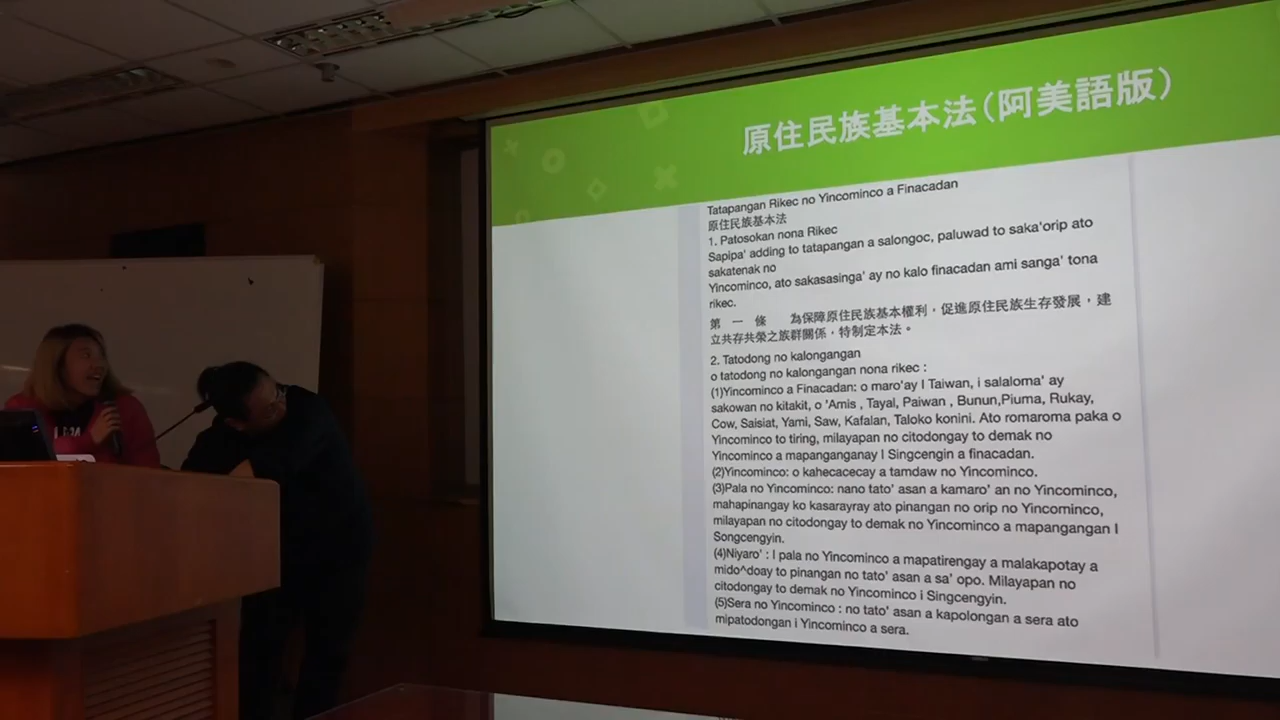 原住民族基本法(阿美語版)
Tatapangan Rikec no Yincominco a Finacadan
原住民族基本法
1. Patosokan nona Rikec
Sapipa' adding to tatapangan a salongoc, paluwad to saka'orip ato
sakatenak no
Yincominco, ato sakasasinga' ay no kalo finacadan ami sanga' tona
rikec.
第 一 條 為保障原住民族基本權利，促進原住民族生存發展，建
立共存共榮之族群關係，特制定本法。
2. Tatodong no kalongangan
o tatodong no kalongangan nona rikec :
(1)Yincominco a Finacadan: o maro'ay I Taiwan, i salaloma' ay
sakowan no kitakit, o 'Amis , Tayal, Paiwan , Bunun,Piuma, Rukay,
Cow, Saisiat, Yami, Saw, Kafalan, Taloko konini. Ato romaroma paka o
Yincominco to tiring, milayapan no citodongay to demak no
Yincominco a mapanganganay I Singcengin a finacadan.
(2)Yincominco: o kahecacecay a tamdaw no Yincominco.
(3)Pala no Yincominco: nano tato' asan a kamaro' an no Yincominco,
mahapinangay ko kasarayray ato pinangan no orip no Yincominco,
milayapan no citodongay to demak no Yincominco a mapangangan I
Songcengyin.
(4)Niyaro' : I pala no Yincominco a mapatirengay a malakapotay a
mido^doay to pinangan no tato' asan a sa' opo. Milayapan no
citodongay to demak no Yincominco i Singcengyin.
(5)Sera no Yincominco : no tato' asan a kapolongan a sera ato
mipatodongan i Yincominco a sera.